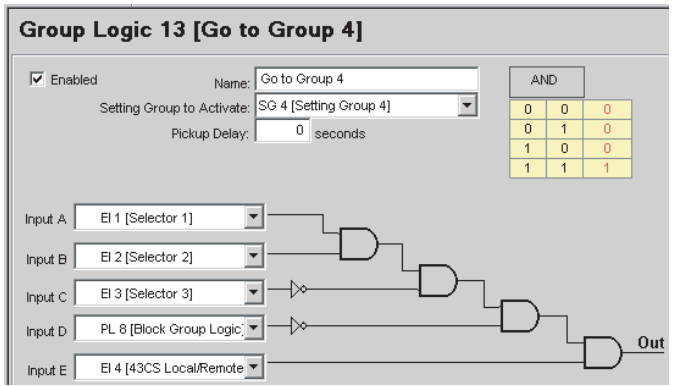 Group Logic 13 [Go to Group 4]
Enabled
Name: Go to Group 4
Setting Group to Activate: SG 4 [Setting Group 4]
Pickup Delay: 0 seconds
AND
0 0 0
0 1 0
1 0 0
1 1 1
Input A EI 1 [Selector 1]
Input B EI 2 [Selector 2]
Input C EI 3 [Selector 3]
Input D PL 8 [Block Group Logic]
Out
Input E EI 4 [43CS Local/Remote